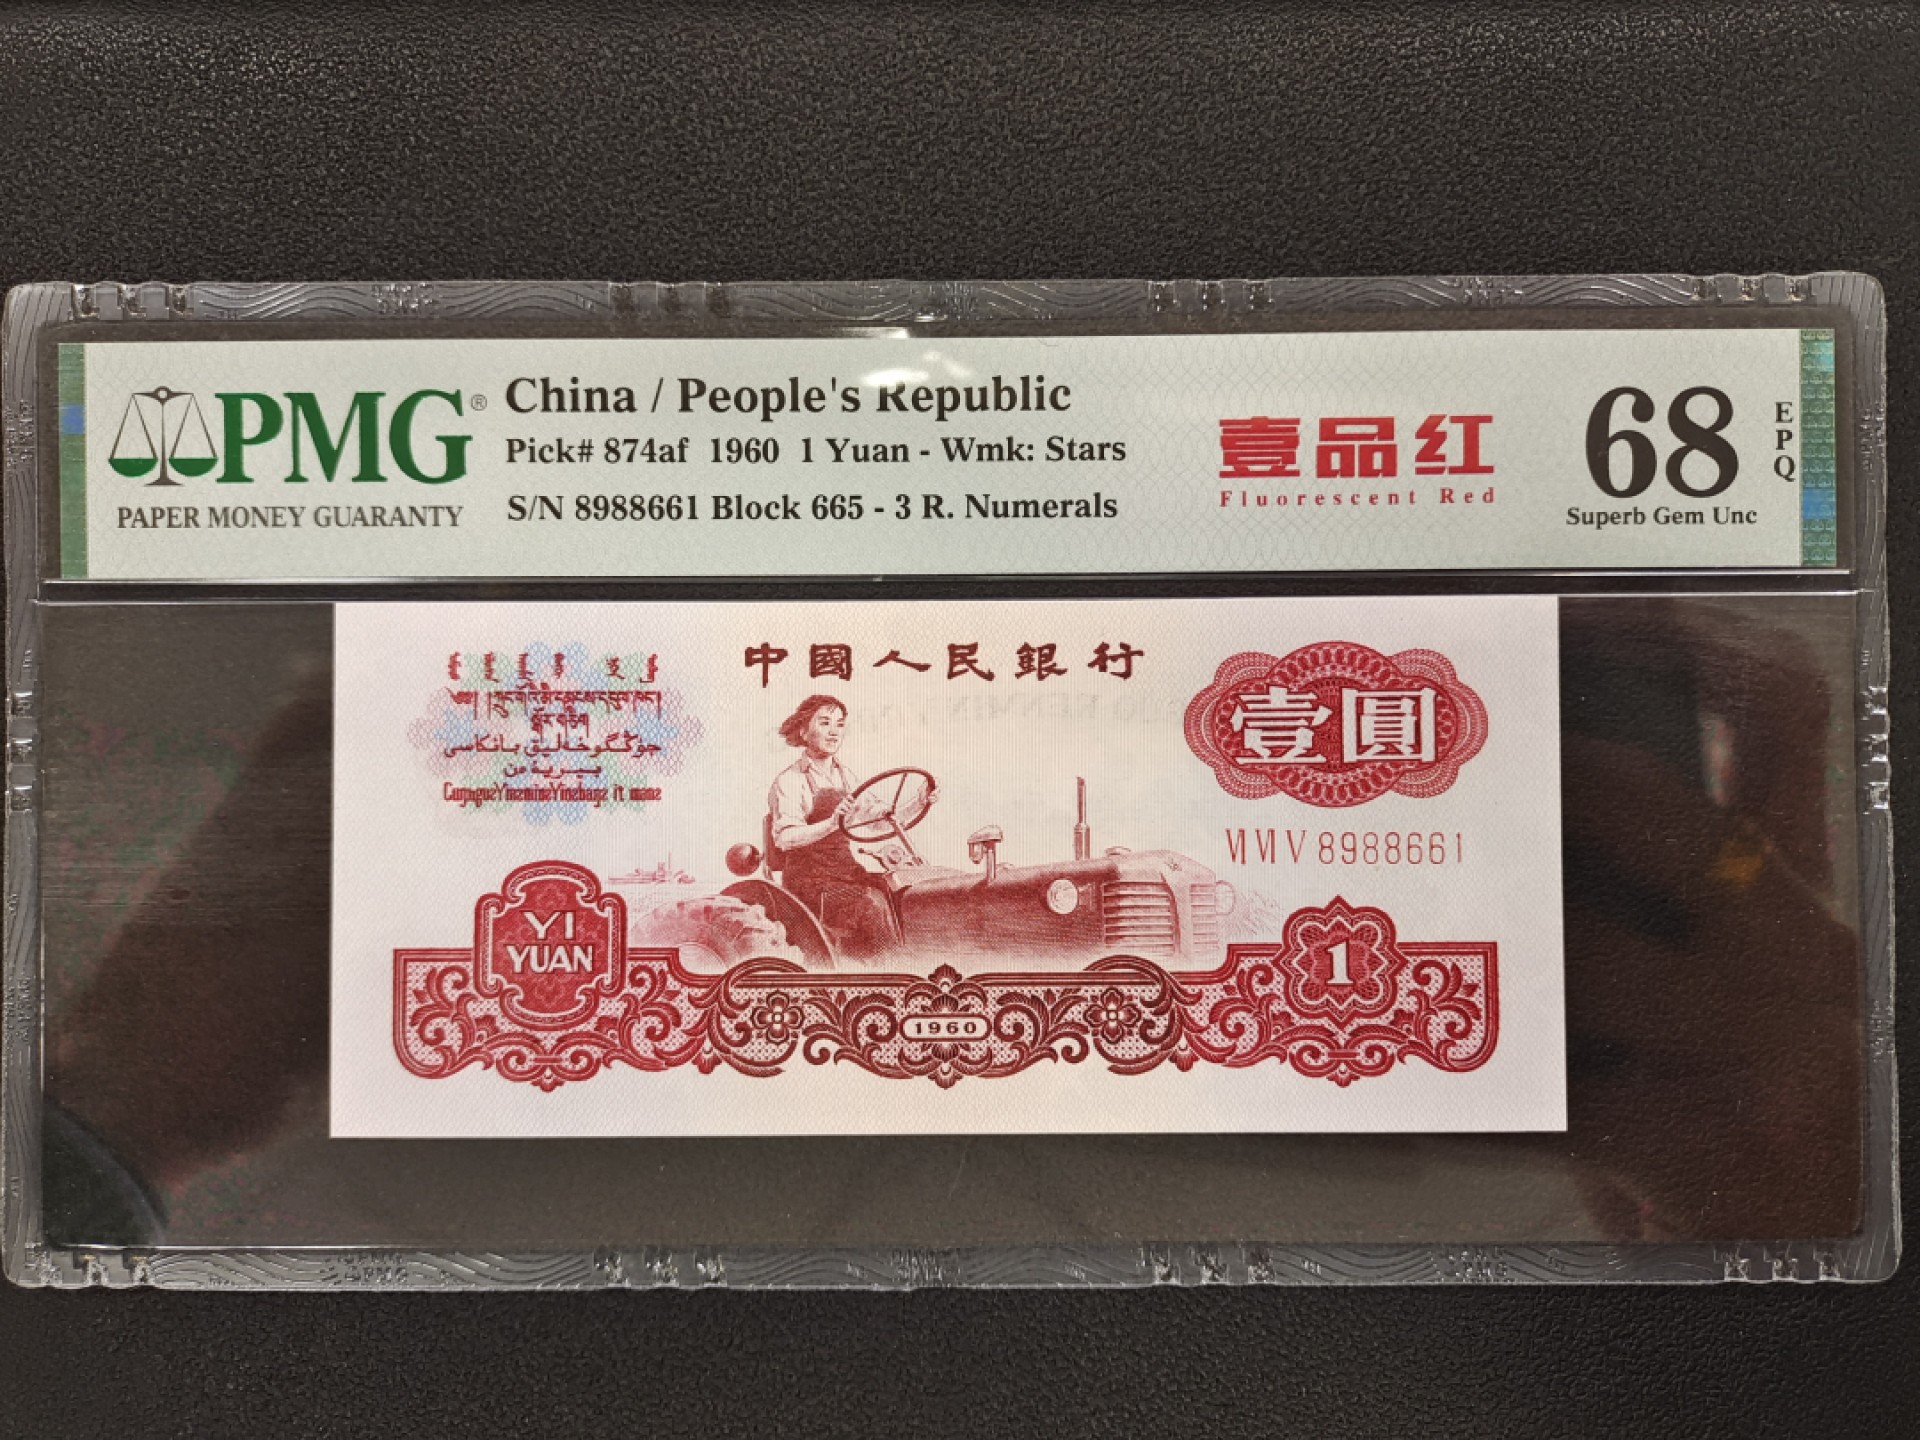 PMG®
PAPER MONEY GUARANTY
China / People's Republic
Pick# 874af 1960 1 Yuan - Wmk: Stars
S/N 8988661 Block 665 - 3 R. Numerals
壹品红
Fluorescent Red
68
EPQ
Superb Gem Unc
中國人民銀行
壹圓
VI VI V 8988661
YI
YUAN
1
1960